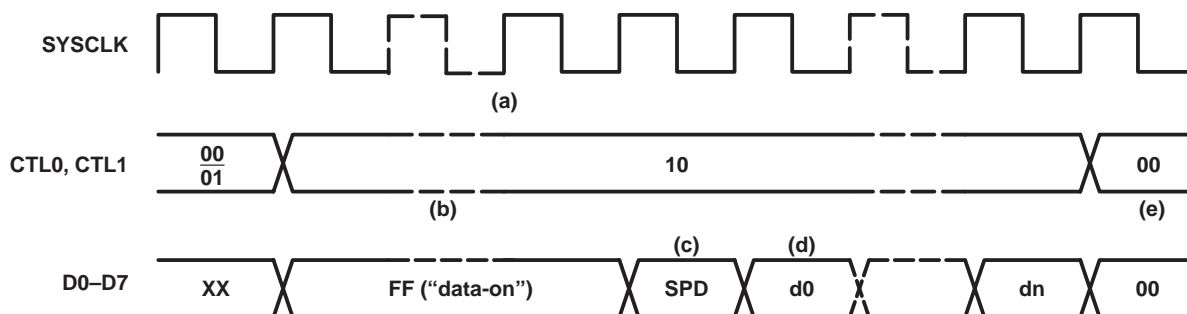 SYSCLK
(a)
CTL0, CTL1
00
01
10
00
(b)
(e)
(c)
(d)
D0–D7
XX
FF (“data-on”)
SPD
d0
dn
00